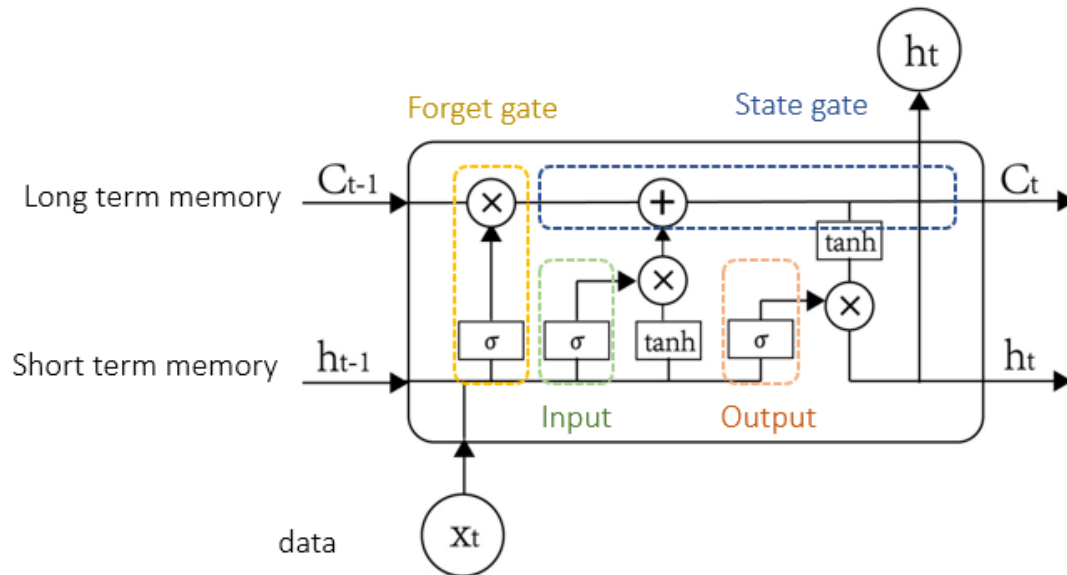 ht
Forget gate
State gate
Long term memory
Ct-1
×
+
Ct
tanh
×
×
σ
σ
tanh
σ
Short term memory
ht-1
ht
Input
Output
data
xt